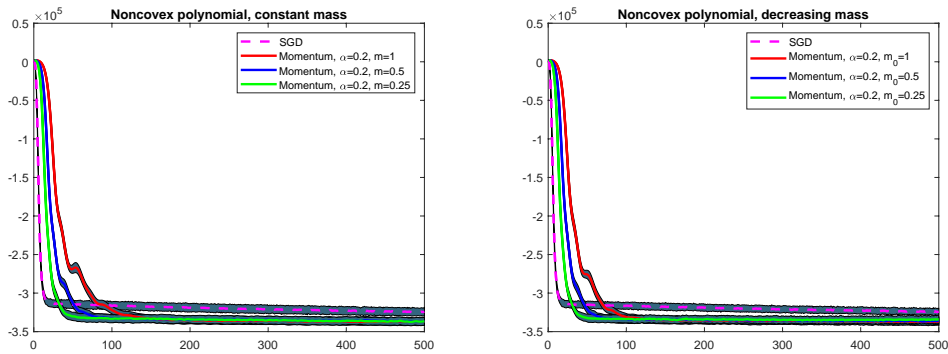 Noncovex polynomial, constant mass
×10^5
0.5
0
-0.5
-1
-1.5
-2
-2.5
-3
-3.5
0 100 200 300 400 500
SGD
Momentum, α=0.2, m=1
Momentum, α=0.2, m=0.5
Momentum, α=0.2, m=0.25
Noncovex polynomial, decreasing mass
×10^5
0.5
0
-0.5
-1
-1.5
-2
-2.5
-3
-3.5
0 100 200 300 400 500
SGD
Momentum, α=0.2, m_0=1
Momentum, α=0.2, m_0=0.5
Momentum, α=0.2, m_0=0.25